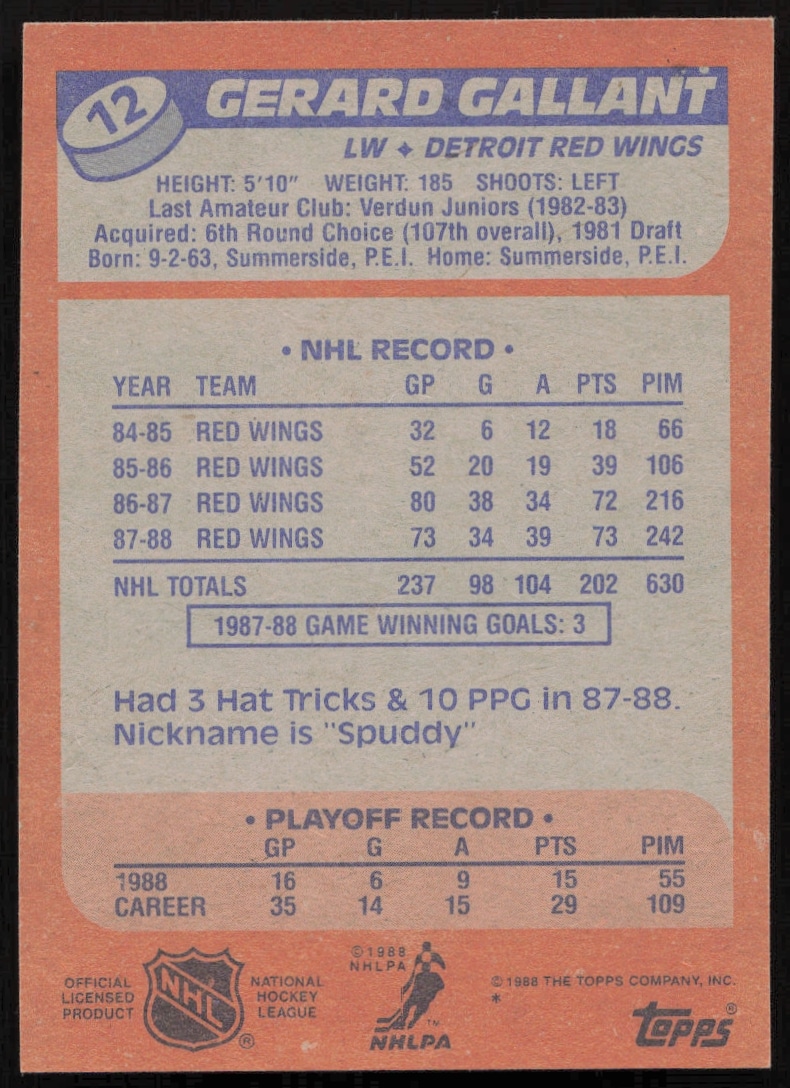 12
GERARD GALLANT
LW ✦ DETROIT RED WINGS
HEIGHT: 5'10" WEIGHT: 185 SHOOTS: LEFT
Last Amateur Club: Verdun Juniors (1982-83)
Acquired: 6th Round Choice (107th overall), 1981 Draft
Born: 9-2-63, Summerside, P.E.I. Home: Summerside, P.E.I.
• NHL RECORD •
YEAR TEAM GP G A PTS PIM
84-85 RED WINGS 32 6 12 18 66
85-86 RED WINGS 52 20 19 39 106
86-87 RED WINGS 80 38 34 72 216
87-88 RED WINGS 73 34 39 73 242
NHL TOTALS 237 98 104 202 630
1987-88 GAME WINNING GOALS: 3
Had 3 Hat Tricks & 10 PPG in 87-88.
Nickname is "Spuddy"
• PLAYOFF RECORD •
GP G A PTS PIM
1988 16 6 9 15 55
CAREER 35 14 15 29 109
OFFICIAL
LICENSED
PRODUCT
NHL
®
NATIONAL
HOCKEY
LEAGUE
©1988
NHLPA
™
NHLPA
©1988 THE TOPPS COMPANY, INC.
*
topps®